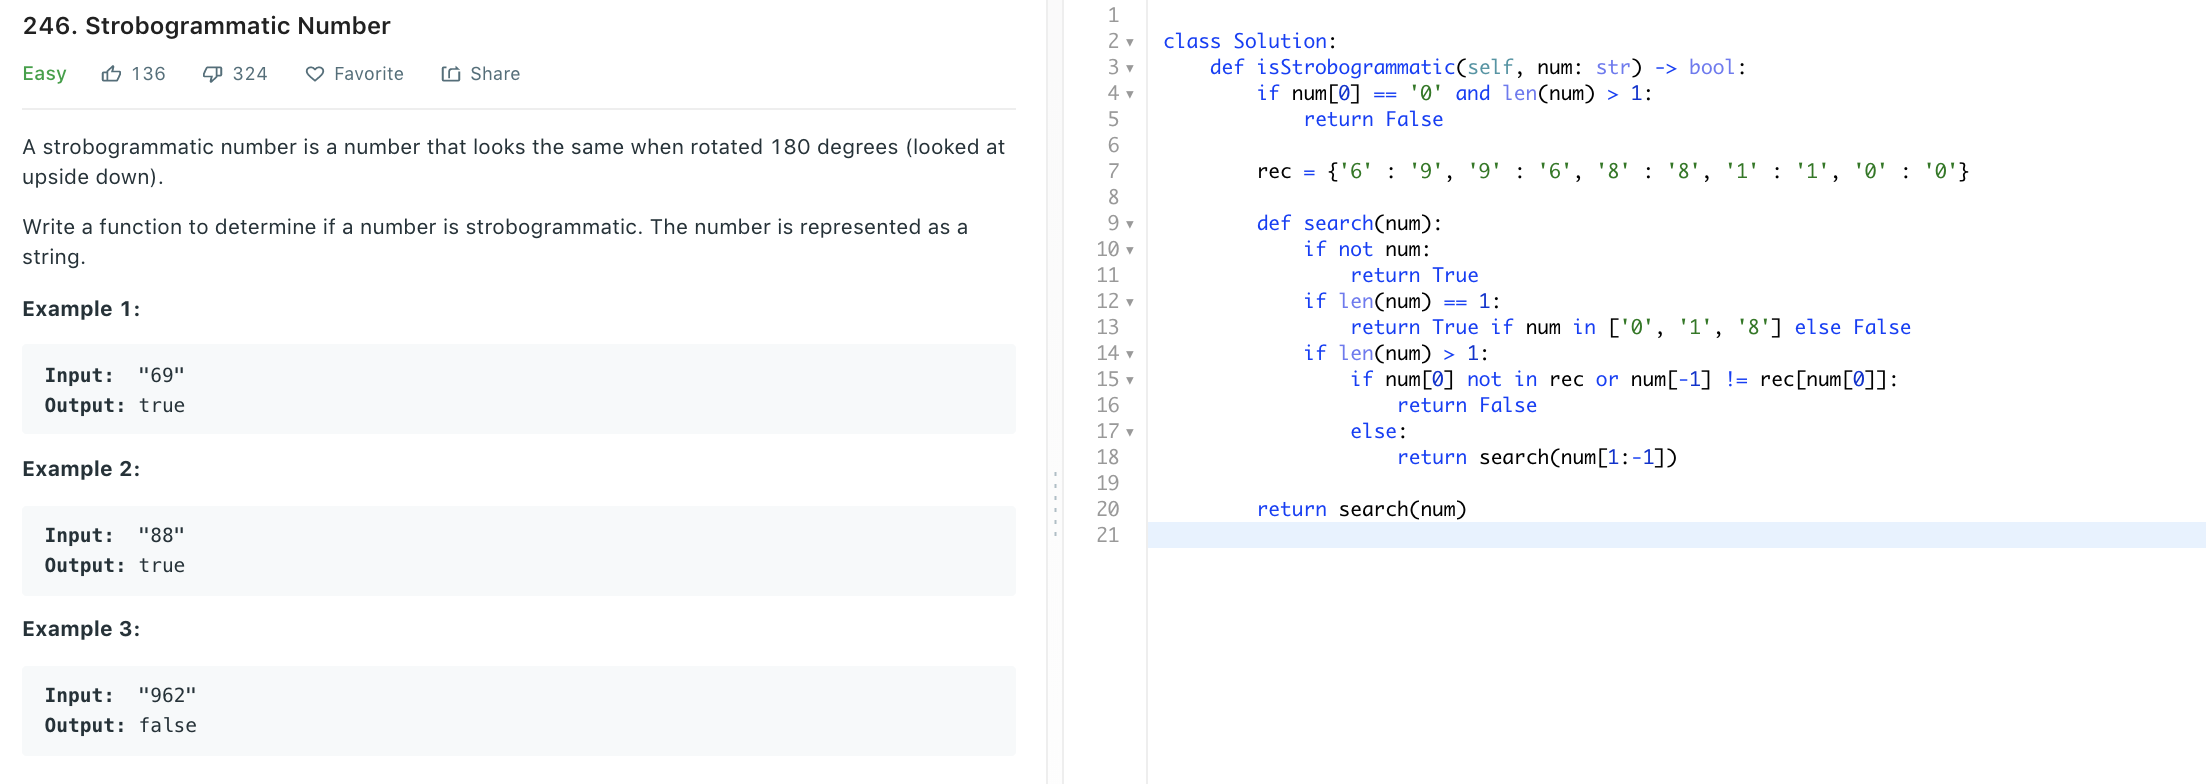 246. Strobogrammatic Number
Easy 136 324 Favorite Share
A strobogrammatic number is a number that looks the same when rotated 180 degrees (looked at
upside down).
Write a function to determine if a number is strobogrammatic. The number is represented as a
string.
Example 1:
Input:  "69"
Output: true
Example 2:
Input:  "88"
Output: true
Example 3:
Input:  "962"
Output: false
1
2 class Solution:
3     def isStrobogrammatic(self, num: str) -> bool:
4         if num[0] == '0' and len(num) > 1:
5             return False
6
7         rec = {'6' : '9', '9' : '6', '8' : '8', '1' : '1', '0' : '0'}
8
9         def search(num):
10             if not num:
11                 return True
12             if len(num) == 1:
13                 return True if num in ['0', '1', '8'] else False
14             if len(num) > 1:
15                 if num[0] not in rec or num[-1] != rec[num[0]]:
16                     return False
17                 else:
18                     return search(num[1:-1])
19
20         return search(num)
21